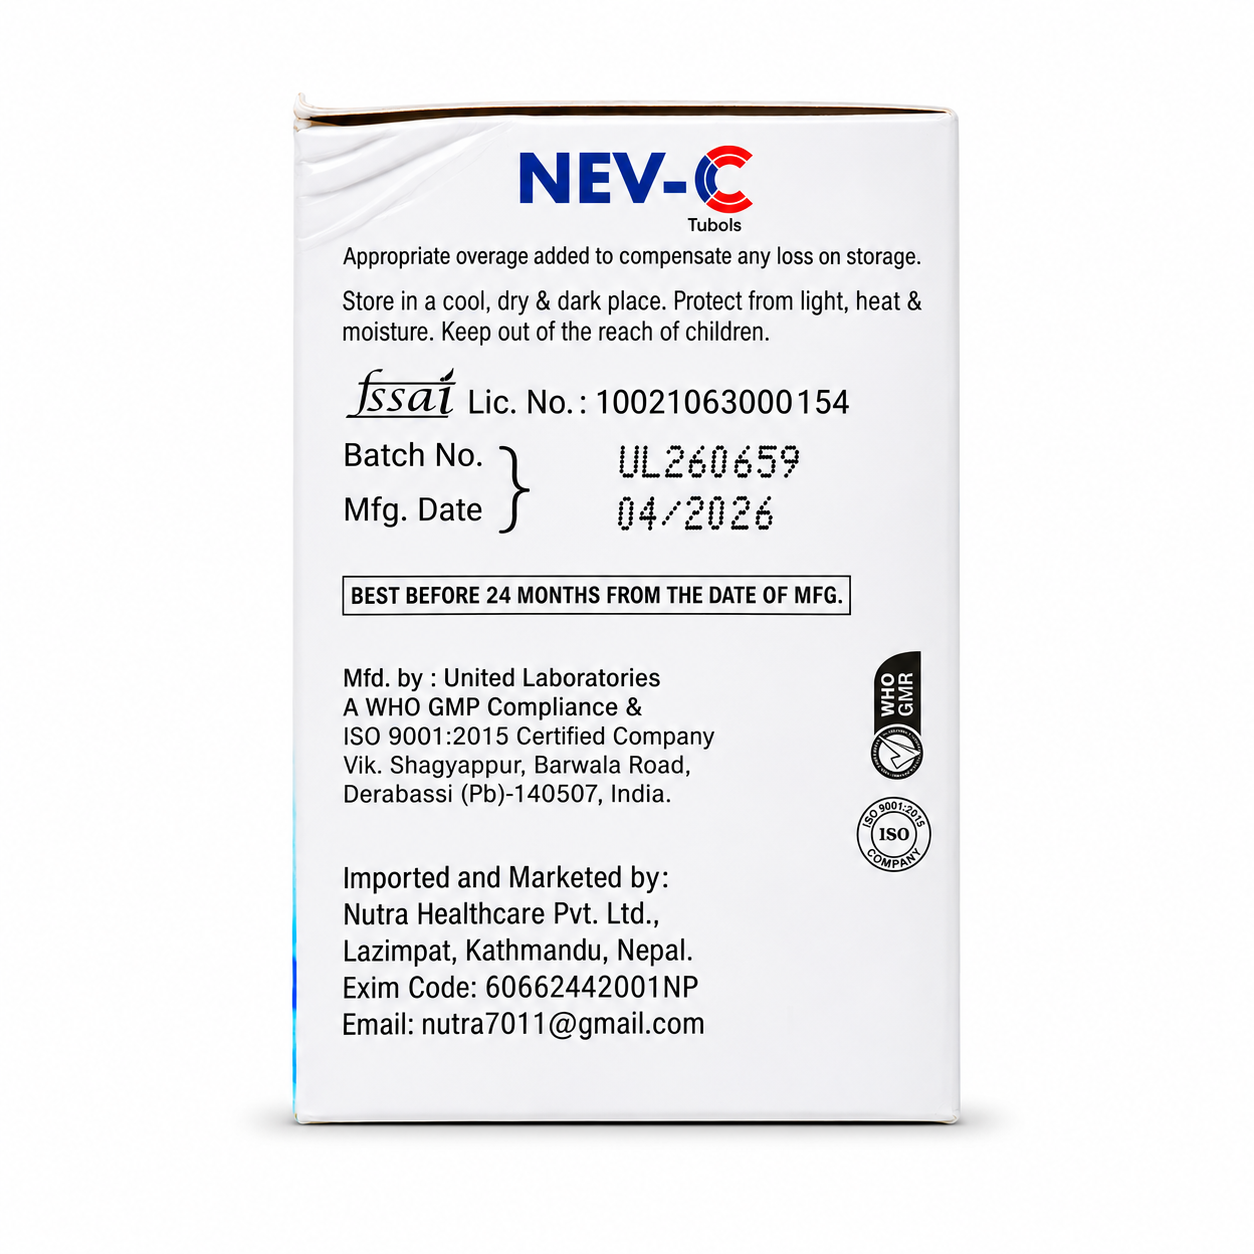 NEV-C
Tubols
Appropriate overage added to compensate any loss on storage.
Store in a cool, dry & dark place. Protect from light, heat &
moisture. Keep out of the reach of children.
fssai Lic. No. : 10021063000154
Batch No. UL260659
Mfg. Date 04/2026
BEST BEFORE 24 MONTHS FROM THE DATE OF MFG.
Mfd. by : United Laboratories
A WHO GMP Compliance &
ISO 9001:2015 Certified Company
Vik. Shagyappur, Barwala Road,
Derabassi (Pb)-140507, India.
WHO
GMR
ISO 9001:2015
ISO
COMPANY
Imported and Marketed by:
Nutra Healthcare Pvt. Ltd.,
Lazimpat, Kathmandu, Nepal.
Exim Code: 60662442001NP
Email: nutra7011@gmail.com